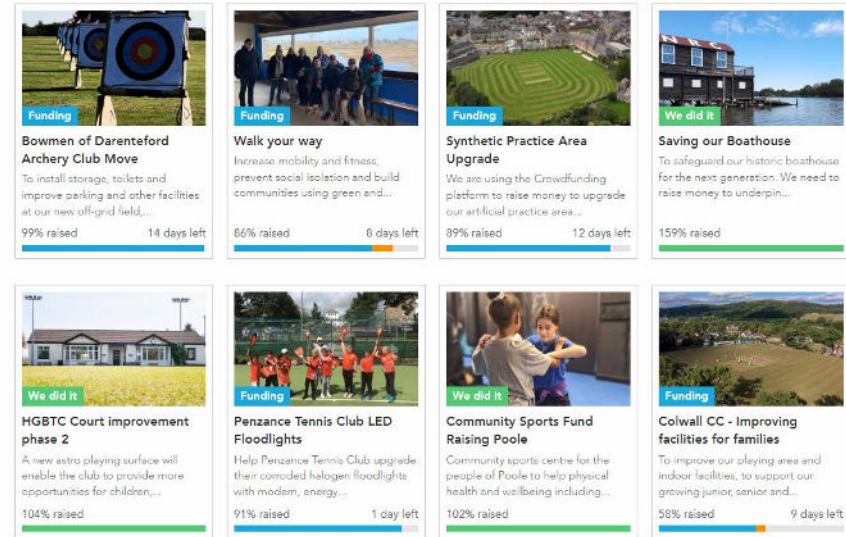 Funding
Bowmen of Darenteford
Archery Club Move
To install storage, toilets and
improve parking and other facilities
at our new off-grid field,...
99% raised 14 days left
Funding
Walk your way
Increase mobility and fitness,
prevent social isolation and build
communities using green and...
86% raised 8 days left
Funding
Synthetic Practice Area
Upgrade
We are using the Crowdfunding
platform to raise money to upgrade
our artificial practice area...
89% raised 12 days left
We did it
Saving our Boathouse
To safeguard our historic boathouse
for the next generation. We need to
raise money to underpin...
159% raised
We did it
HGBTC Court improvement
phase 2
A new astro playing surface will
enable the club to provide more
opportunities for children,...
104% raised
Funding
Penzance Tennis Club LED
Floodlights
Help Penzance Tennis Club upgrade
their corroded halogen floodlights
with modern, energy...
91% raised 1 day left
We did it
Community Sports Fund
Raising Poole
Community sports centre for the
people of Poole to help physical
health and wellbeing including...
102% raised
Funding
Colwall CC - Improving
facilities for families
To improve our playing area and
indoor facilities, to support our
growing junior, senior and...
58% raised 9 days left